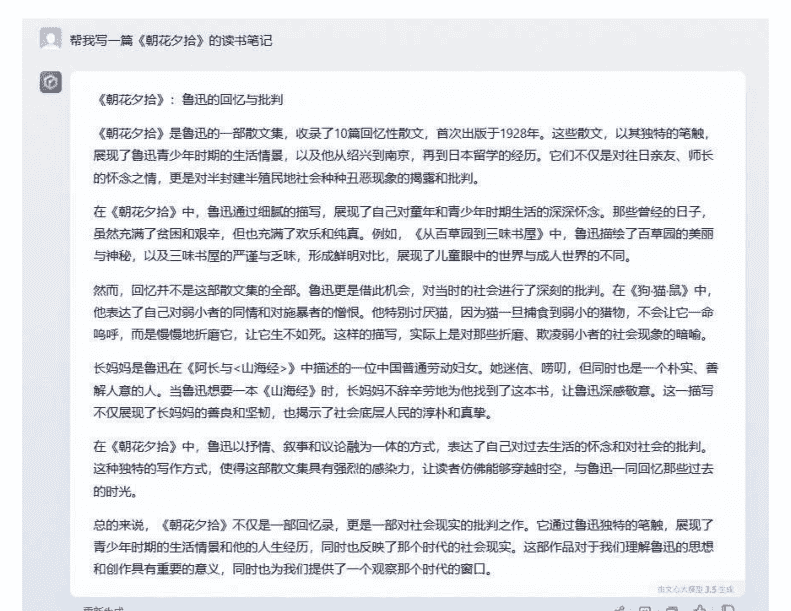 帮我写一篇《朝花夕拾》的读书笔记
《朝花夕拾》：鲁迅的回忆与批判
《朝花夕拾》是鲁迅的一部散文集，收录了10篇回忆性散文，首次出版于1928年。这些散文，以其独特的笔触，
展现了鲁迅青少年时期的生活情景，以及他从绍兴到南京，再到日本留学的经历。它们不仅是对往日亲友、师长
的怀念之情，更是对半封建半殖民地社会种种丑恶现象的揭露和批判。
在《朝花夕拾》中，鲁迅通过细腻的描写，展现了自己对童年和青少年时期生活的深深怀念。那些曾经的日子，
虽然充满了贫困和艰辛，但也充满了欢乐和纯真。例如，《从百草园到三味书屋》中，鲁迅描绘了百草园的美丽
与神秘，以及三味书屋的严谨与乏味，形成鲜明对比，展现了儿童眼中的世界与成人世界的不同。
然而，回忆并不是这部散文集的全部。鲁迅更是借此机会，对当时的社会进行了深刻的批判。在《狗·猫·鼠》中，
他表达了自己对弱小者的同情和对施暴者的憎恨。他特别讨厌猫，因为猫一旦捕食到弱小的猎物，不会让它一命
呜呼，而是慢慢地折磨它，让它生不如死。这样的描写，实际上是对那些折磨、欺凌弱小者的社会现象的暗喻。
长妈妈是鲁迅在《阿长与<山海经>》中描述的一位中国普通劳动妇女。她迷信、唠叨，但同时也是一个朴实、善
解人意的人。当鲁迅想要一本《山海经》时，长妈妈不辞辛劳地为他找到了这本书，让鲁迅深感敬意。这一描写
不仅展现了长妈妈的善良和坚韧，也揭示了社会底层人民的淳朴和真挚。
在《朝花夕拾》中，鲁迅以抒情、叙事和议论融为一体的方式，表达了自己对过去生活的怀念和对社会的批判。
这种独特的写作方式，使得这部散文集具有强烈的感染力，让读者仿佛能够穿越时空，与鲁迅一同回忆那些过去
的时光。
总的来说，《朝花夕拾》不仅是一部回忆录，更是一部对社会现实的批判之作。它通过鲁迅独特的笔触，展现了
青少年时期的生活情景和他的人生经历，同时也反映了那个时代的社会现实。这部作品对于我们理解鲁迅的思想
和创作具有重要的意义，同时也为我们提供了一个观察那个时代的窗口。
由文心大模型 3.5 生成
重新生成